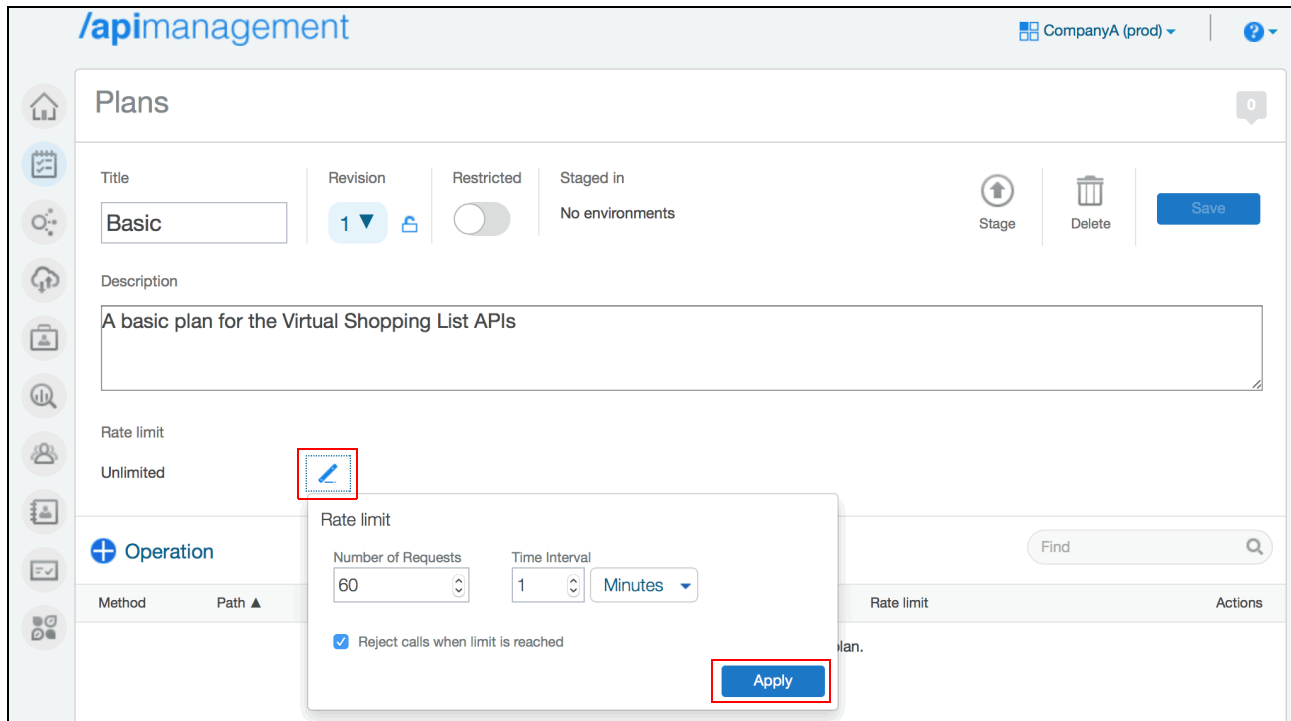 /apimanagement
CompanyA (prod)
?
Plans
0
Title
Revision
Restricted
Staged in
Basic
1
No environments
Stage
Delete
Save
Description
A basic plan for the Virtual Shopping List APIs
Rate limit
Unlimited
Rate limit
Number of Requests
Time Interval
60
1
Minutes
Reject calls when limit is reached
Apply
Operation
Find
Method
Path ▲
Rate limit
Actions
plan.